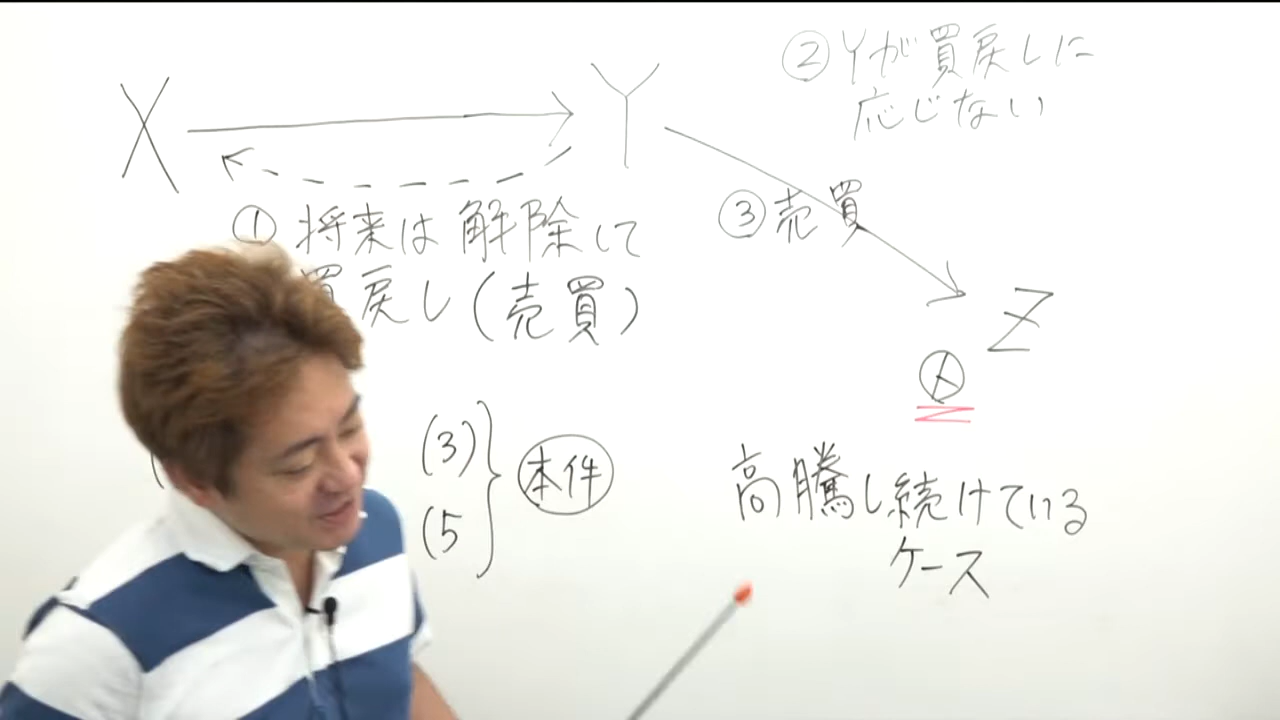 X
Y
②Yが買戻しに
応じない
③売買
①将来は解除して
買戻し(売買)
Z
(3)
本件
(5
高騰し続けている
ケース